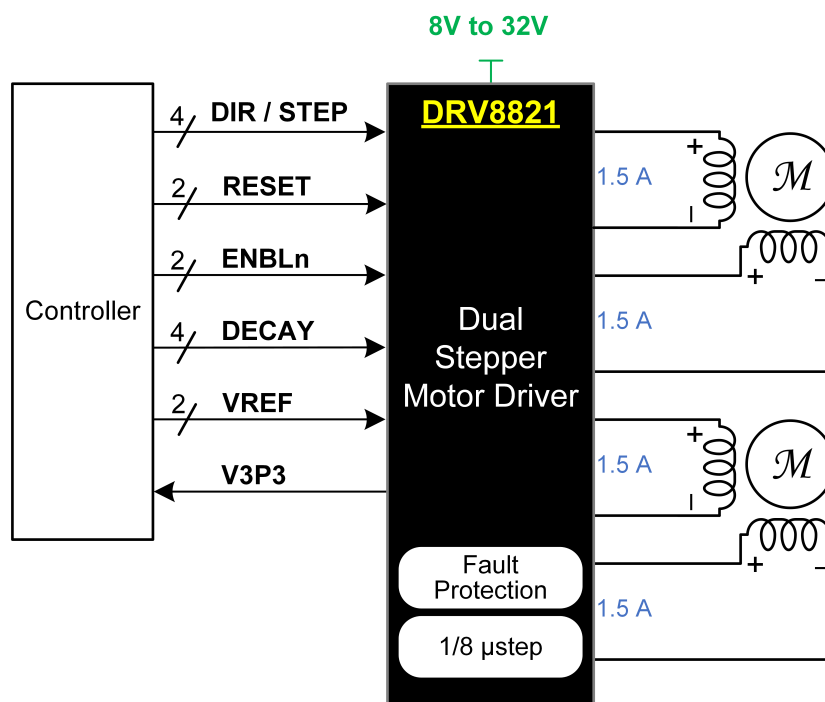 8V to 32V
DRV8821
4 DIR / STEP
2 RESET
2 ENBLn
4 DECAY
2 VREF
V3P3
Controller
Dual
Stepper
Motor Driver
Fault
Protection
1/8 µstep
1.5 A
+
–
M
+ –
1.5 A
1.5 A
+
–
M
+ –
1.5 A